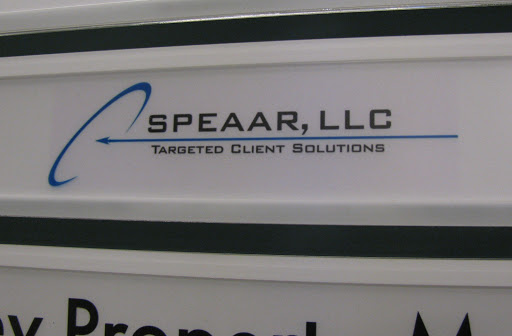 SPEAAR, LLC
TARGETED CLIENT SOLUTIONS